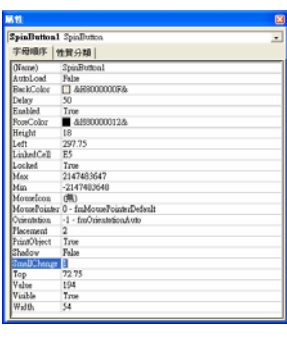 屬性
SpinButton1 SpinButton
字母順序 性質分類
(Name) SpinButton1
AutoLoad False
BackColor &H8000000F&
Delay 50
Enabled True
ForeColor &H80000012&
Height 18
Left 297.75
LinkedCell E5
Locked True
Max 2147483647
Min -2147483648
MouseIcon (無)
MousePointer 0 - fmMousePointerDefault
Orientation -1 - fmOrientationAuto
Placement 2
PrintObject True
Shadow False
SmallChange 1
Top 72.75
Value 194
Visible True
Width 54